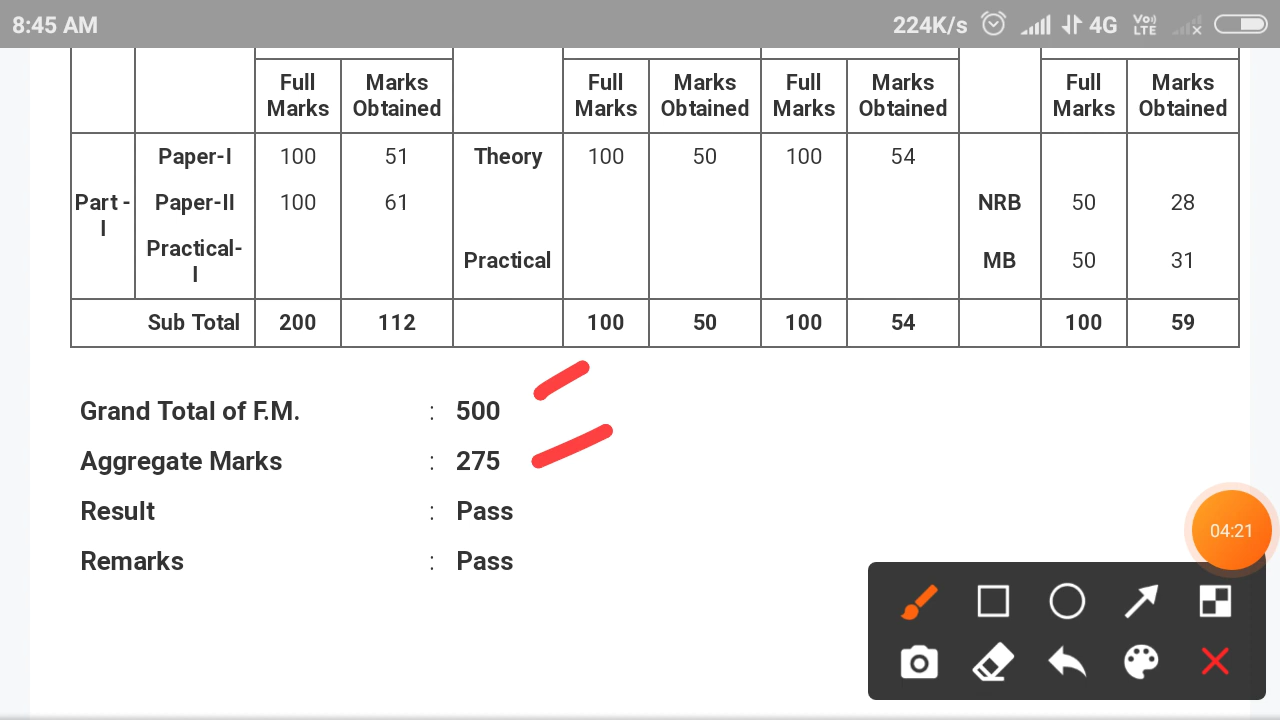 8:45 AM 224K/s 4G Vo)) LTE
Full Marks Marks Obtained Full Marks Marks Obtained Full Marks Marks Obtained Full Marks Marks Obtained
Part - I Paper-I 100 51 Theory 100 50 100 54
Paper-II 100 61 NRB 50 28
Practical-I Practical MB 50 31
Sub Total 200 112 100 50 100 54 100 59
Grand Total of F.M. : 500
Aggregate Marks : 275
Result : Pass
Remarks : Pass
04:21